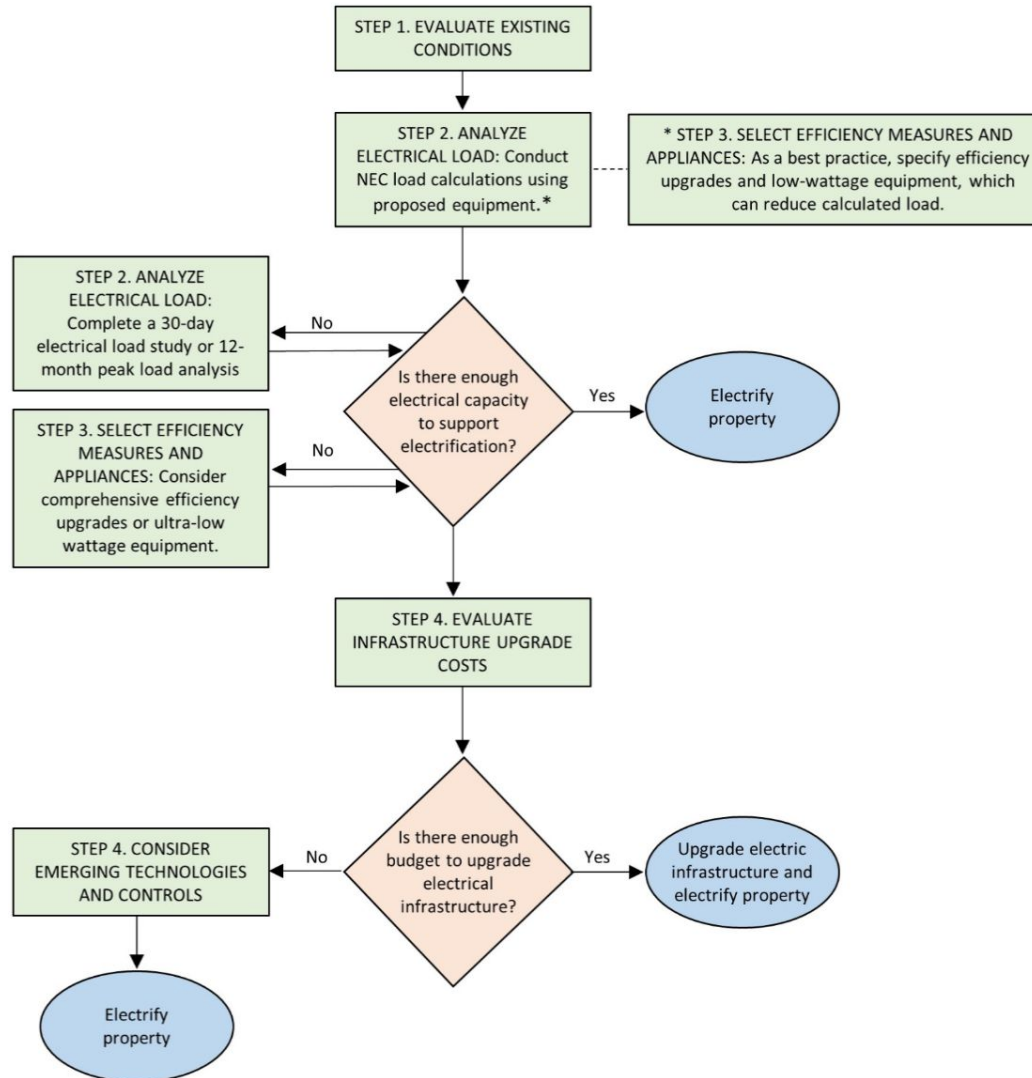 STEP 1. EVALUATE EXISTING
CONDITIONS
STEP 2. ANALYZE
ELECTRICAL LOAD: Conduct
NEC load calculations using
proposed equipment.*
* STEP 3. SELECT EFFICIENCY MEASURES AND
APPLIANCES: As a best practice, specify efficiency
upgrades and low-wattage equipment, which
can reduce calculated load.
STEP 2. ANALYZE
ELECTRICAL LOAD:
Complete a 30-day
electrical load study or 12-
month peak load analysis
No
Is there enough
electrical capacity
to support
electrification?
Yes
Electrify
property
STEP 3. SELECT EFFICIENCY
MEASURES AND
APPLIANCES: Consider
comprehensive efficiency
upgrades or ultra-low
wattage equipment.
No
STEP 4. EVALUATE
INFRASTRUCTURE UPGRADE
COSTS
Is there enough
budget to upgrade
electrical
infrastructure?
Yes
Upgrade electric
infrastructure and
electrify property
No
STEP 4. CONSIDER
EMERGING TECHNOLOGIES
AND CONTROLS
Electrify
property